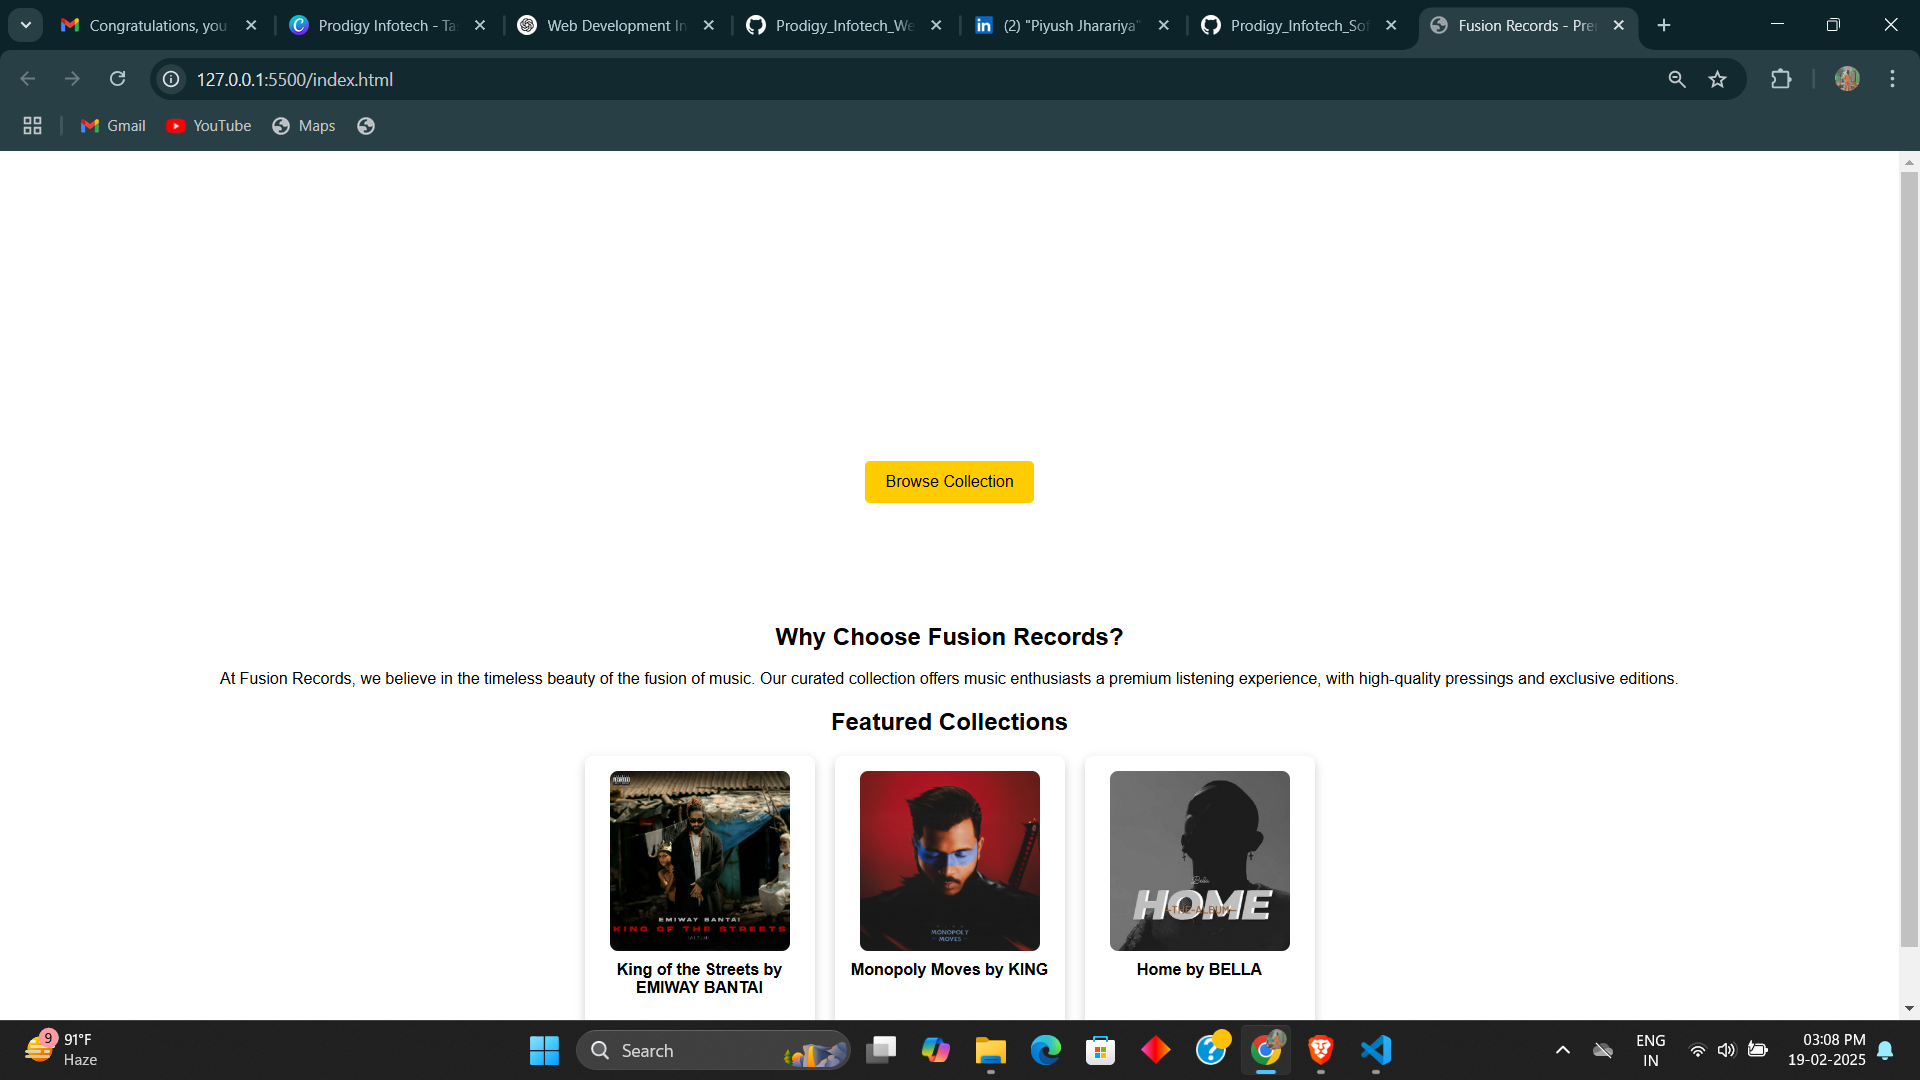 Congratulations, you
Prodigy Infotech - Ta
Web Development In
Prodigy_Infotech_We
(2) "Piyush Jharariya"
Prodigy_Infotech_Sof
Fusion Records - Pre
127.0.0.1:5500/index.html
Gmail
YouTube
Maps
Browse Collection
Why Choose Fusion Records?
At Fusion Records, we believe in the timeless beauty of the fusion of music. Our curated collection offers music enthusiasts a premium listening experience, with high-quality pressings and exclusive editions.
Featured Collections
EMIWAY BANTAI
KING OF THE STREETS
MONOPOLY
MOVES
Bella
HOME
THE ALBUM
King of the Streets by
EMIWAY BANTAI
Monopoly Moves by KING
Home by BELLA
9
91°F
Haze
Search
ENG
IN
03:08 PM
19-02-2025